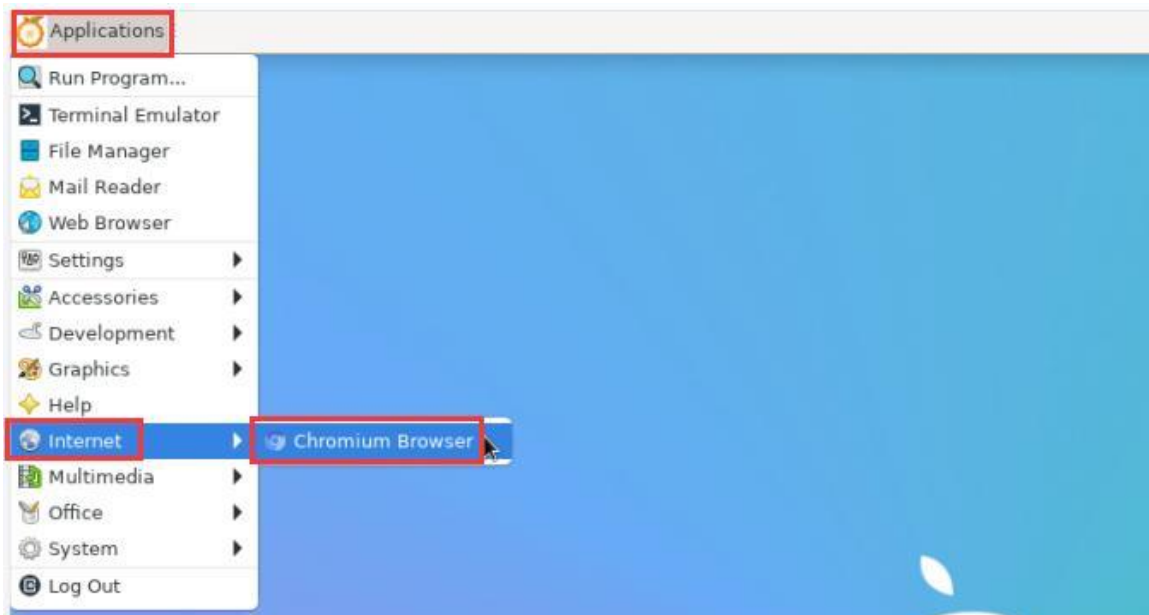 Applications
Run Program...
Terminal Emulator
File Manager
Mail Reader
Web Browser
Settings
Accessories
Development
Graphics
Help
Internet
Chromium Browser
Multimedia
Office
System
Log Out